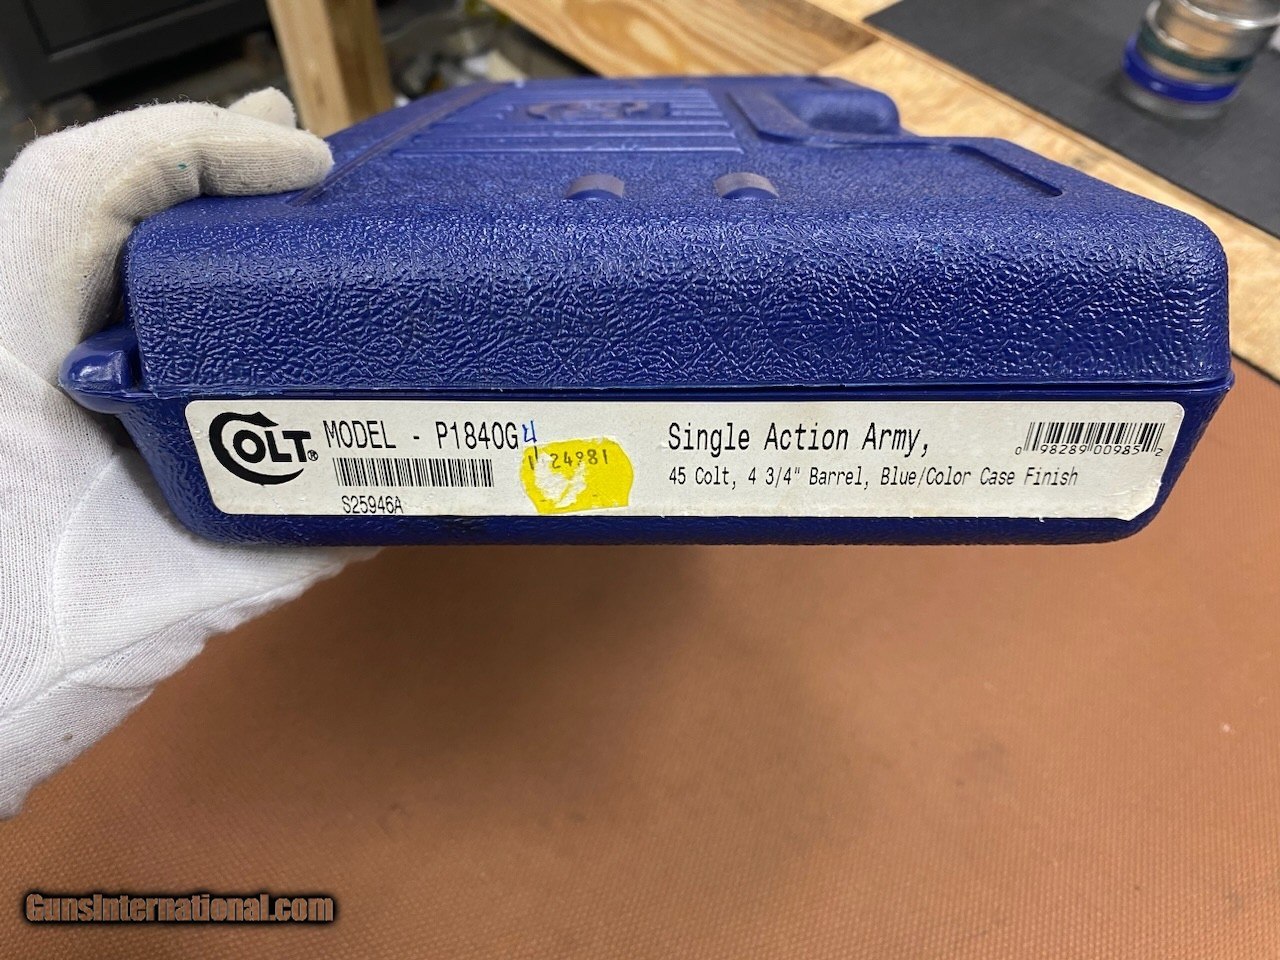 COLT® MODEL - P1840G4
S25946A
24981
Single Action Army,
45 Colt, 4 3/4" Barrel, Blue/Color Case Finish
0 98289 00985 2
GunsInternational.com